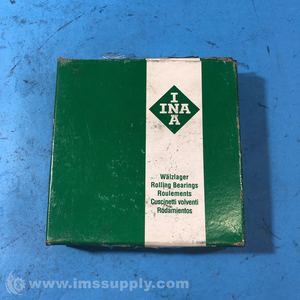 I
INA
A
Wälzlager
Rolling Bearings
Roulements
Cuscinetti volventi
Rodamientos
© www.imssupply.com